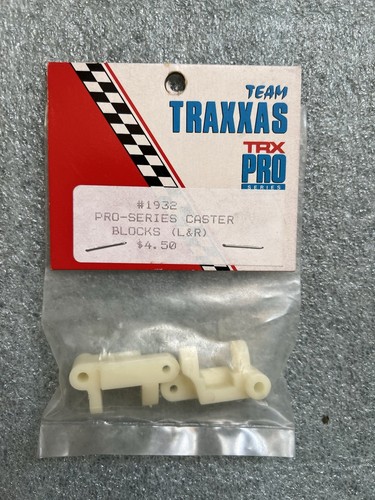 TEAM
TRAXXAS
TRX
PRO
SERIES
#1932
PRO-SERIES CASTER
BLOCKS (L&R)
$4.50